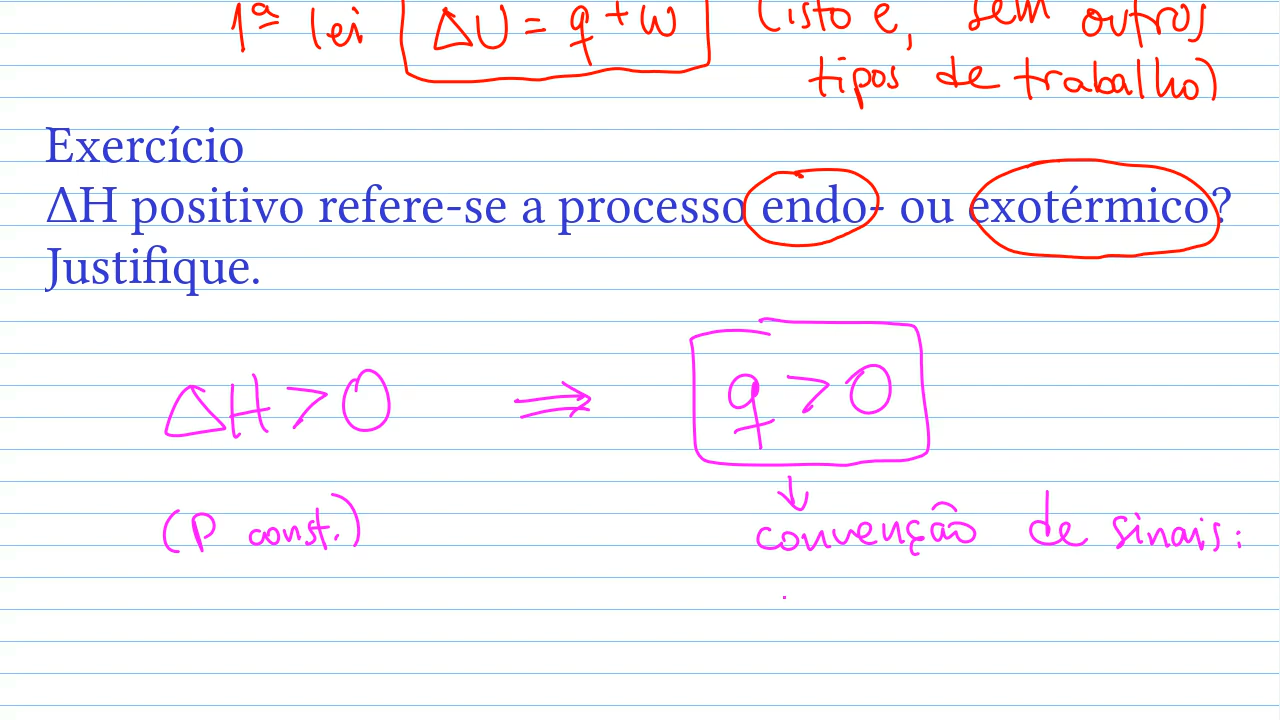 1ª lei ΔU = q + w (isto e, sem outros
tipos de trabalho)
Exercício
ΔH positivo refere-se a processo endo- ou exotérmico?
Justifique.
ΔH > 0 ⇒ q > 0
(P const.) convenção de sinais: